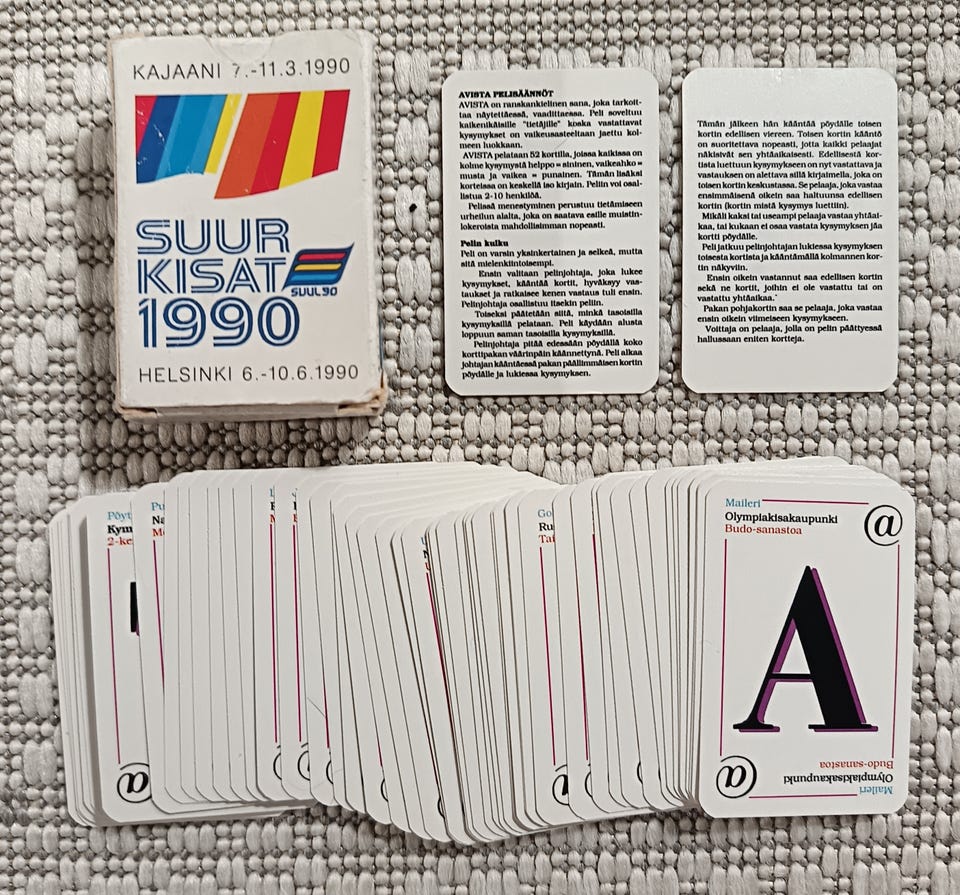 KAJAANI 7.-11.3.1990
SUUR
KISAT
SUUL 90
1990
HELSINKI 6.-10.6.1990
AVISTA PELISÄÄNNÖT
AVISTA on ranskankielinen sana, joka tarkoit-
taa näytettäessä, vaadittaessa. Peli soveltuu
kaikenikäisille "tietäjille" koska vastattavat
kysymykset on vaikeusasteeltaan jaettu kol-
meen luokkaan.
AVISTA pelataan 52 kortilla, joissa kaikissa on
kolme kysymystä helppo = sininen, vaikeahko =
musta ja vaikea = punainen. Tämän lisäksi
korteissa on keskellä iso kirjain. Peliin voi osal-
listua 2-10 henkilöä.
Pelissä menestyminen perustuu tietämiseen
urheilun alalta, joka on saatava esille muistin-
lokeroista mahdollisimman nopeasti.
Pelin kulku
Peli on varsin yksinkertainen ja selkeä, mutta
sitä mielenkiintoisempi.
Ensin valitaan pelinjohtaja, joka lukee
kysymykset, kääntää kortit, hyväksyy vas-
taukset ja ratkaisee kenen vastaus tuli ensin.
Pelinjohtaja osallistuu itsekin peliin.
Toiseksi päätetään siitä, minkä tasoisilla
kysymyksillä pelataan. Peli käydään alusta
loppuun saman tasoisilla kysymyksillä.
Pelinjohtaja pitää edessään pöydällä koko
korttipakan väärinpäin käännettynä. Peli alkaa
johtajan kääntäessä pakan päällimmäisen kortin
pöydälle ja lukiessa kysymyksen.
Tämän jälkeen hän kääntää pöydälle toisen
kortin edellisen viereen. Toisen kortin kääntö
on suoritettava nopeasti, jotta kaikki pelaajat
näkisivät sen yhtäaikaisesti. Edellisestä kor-
tista luettuun kysymykseen on nyt vastattava ja
vastauksen on alettava sillä kirjaimella, joka on
toisen kortin keskustassa. Se pelaaja, joka vastaa
ensimmäisenä oikein saa haltuunsa edellisen
kortin (kortin mistä kysymys luettiin).
Mikäli kaksi tai useampi pelaaja vastaa yhtäai-
kaa, tai kukaan ei osaa vastata kysymyksen jää
kortti pöydälle.
Peli jatkuu pelinjohtajan lukiessa kysymyksen
toisesta kortista ja kääntämällä kolmannen kor-
tin näkyviin.
Ensin oikein vastannut saa edellisen kortin
sekä ne kortit, joihin ei ole vastattu tai on
vastattu yhtäaikaa.
Pakan pohjakortin saa se pelaaja, joka vastaa
ensin oikein viimeiseen kysymykseen.
Voittaja on pelaaja, jolla on pelin päättyessä
hallussaan eniten kortteja.
Pöyt
Kym
2-ke
Pu
Na
Me
Go
Ru
Tai
Maileri
Olympiakisakaupunki
Budo-sanastoa
@
A
@
Budo-sanastoa
Olympiakisakaupunki
Maileri